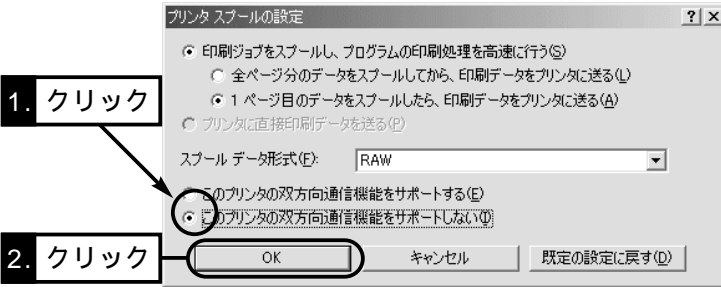 プリンタ スプールの設定
? ×
印刷ジョブをスプールし、プログラムの印刷処理を高速に行う(S)
全ページ分のデータをスプールしてから、印刷データをプリンタに送る(L)
1. クリック
1 ページ目のデータをスプールしたら、印刷データをプリンタに送る(A)
プリンタに直接印刷データを送る(P)
スプール データ形式(F):
RAW
このプリンタの双方向通信機能をサポートする(E)
このプリンタの双方向通信機能をサポートしない(I)
2. クリック
OK
キャンセル
既定の設定に戻す(D)